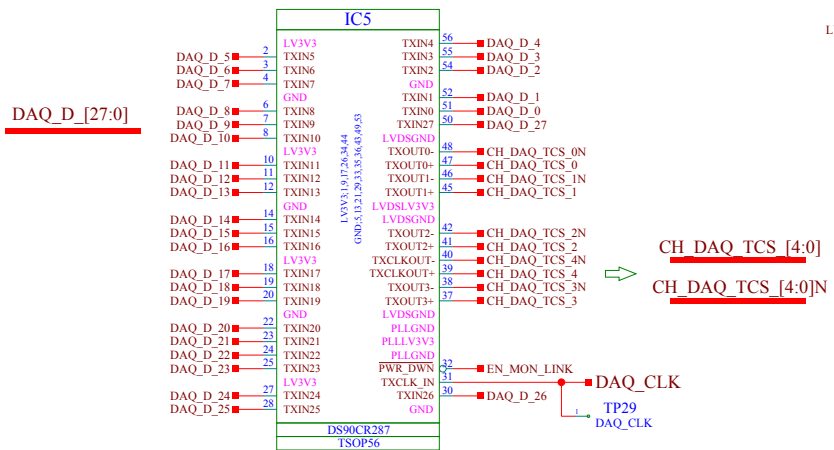 IC5
L
LV3V3 TXIN4 56 DAQ_D_4
DAQ_D_5 2 TXIN5 TXIN3 55 DAQ_D_3
DAQ_D_6 3 TXIN6 TXIN2 54 DAQ_D_2
DAQ_D_7 4 TXIN7 GND
GND TXIN1 52 DAQ_D_1
DAQ_D_[27:0]
DAQ_D_8 6 TXIN8 TXIN0 51 DAQ_D_0
DAQ_D_9 7 TXIN9 TXIN27 50 DAQ_D_27
DAQ_D_10 8 TXIN10 LVDSGND
LV3V3 TXOUT0- 48 CH_DAQ_TCS_0N
DAQ_D_11 10 TXIN11 TXOUT0+ 47 CH_DAQ_TCS_0
DAQ_D_12 11 TXIN12 TXOUT1- 46 CH_DAQ_TCS_1N
DAQ_D_13 12 TXIN13 TXOUT1+ 45 CH_DAQ_TCS_1
LV3V3;1,9,17,26,34,44
GND;5,13,21,29,33,35,36,43,49,53
GND LVDSLV3V3
DAQ_D_14 14 TXIN14 LVDSGND
DAQ_D_15 15 TXIN15 TXOUT2- 42 CH_DAQ_TCS_2N
DAQ_D_16 16 TXIN16 TXOUT2+ 41 CH_DAQ_TCS_2
LV3V3 TXCLKOUT- 40 CH_DAQ_TCS_4N
DAQ_D_17 18 TXIN17 TXCLKOUT+ 39 CH_DAQ_TCS_4
DAQ_D_18 19 TXIN18 TXOUT3- 38 CH_DAQ_TCS_3N
DAQ_D_19 20 TXIN19 TXOUT3+ 37 CH_DAQ_TCS_3
CH_DAQ_TCS_[4:0]
CH_DAQ_TCS_[4:0]N
GND LVDSGND
DAQ_D_20 22 TXIN20 PLLGND
DAQ_D_21 23 TXIN21 PLLLV3V3
DAQ_D_22 24 TXIN22 PLLGND
DAQ_D_23 25 TXIN23 PWR_DWN 32 EN_MON_LINK
LV3V3 TXCLK_IN 31 DAQ_CLK
DAQ_D_24 27 TXIN24 TXIN26 30 DAQ_D_26
DAQ_D_25 28 TXIN25 GND
1 TP29
DAQ_CLK
DS90CR287
TSOP56